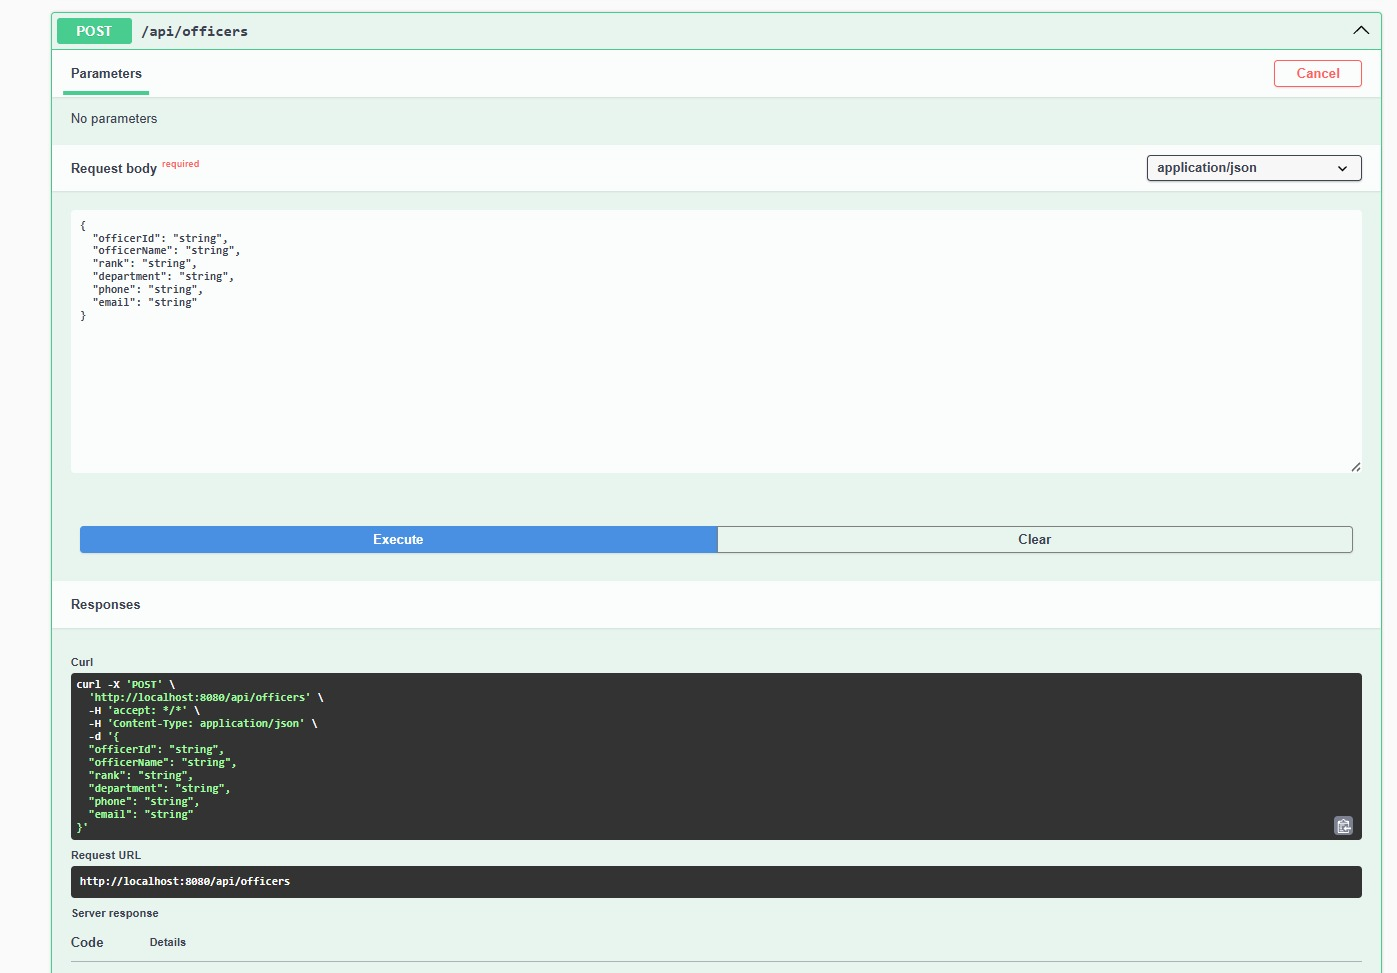 POST /api/officers
Parameters
Cancel
No parameters
Request body required
application/json
{
  "officerId": "string",
  "officerName": "string",
  "rank": "string",
  "department": "string",
  "phone": "string",
  "email": "string"
}
Execute
Clear
Responses
Curl
curl -X 'POST' \
  'http://localhost:8080/api/officers' \
  -H 'accept: */*' \
  -H 'Content-Type: application/json' \
  -d '{
  "officerId": "string",
  "officerName": "string",
  "rank": "string",
  "department": "string",
  "phone": "string",
  "email": "string"
}'
Request URL
http://localhost:8080/api/officers
Server response
Code Details